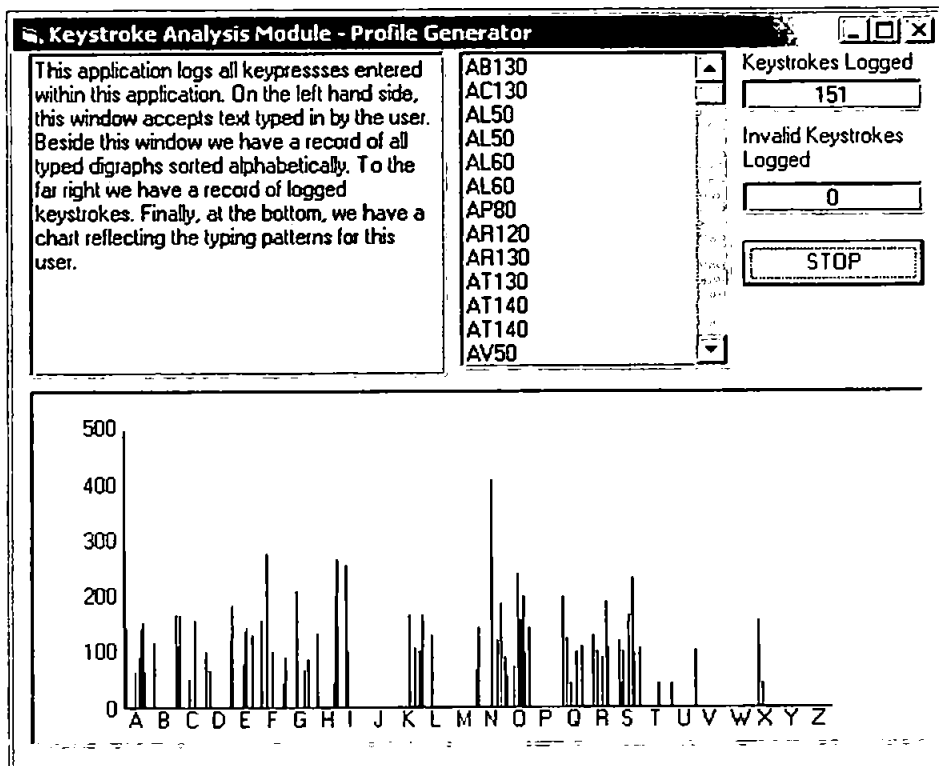 Keystroke Analysis Module - Profile Generator
This application logs all keypressses entered
within this application. On the left hand side,
this window accepts text typed in by the user.
Beside this window we have a record of all
typed digraphs sorted alphabetically. To the
far right we have a record of logged
keystrokes. Finally, at the bottom, we have a
chart reflecting the typing patterns for this
user.
AB130
AC130
AL50
AL50
AL60
AL60
AP80
AR120
AR130
AT130
AT140
AT140
AV50
Keystrokes Logged
151
Invalid Keystrokes
Logged
0
STOP
500
400
300
200
100
0
A B C D E F G H I J K L M N O P Q R S T U V W X Y Z